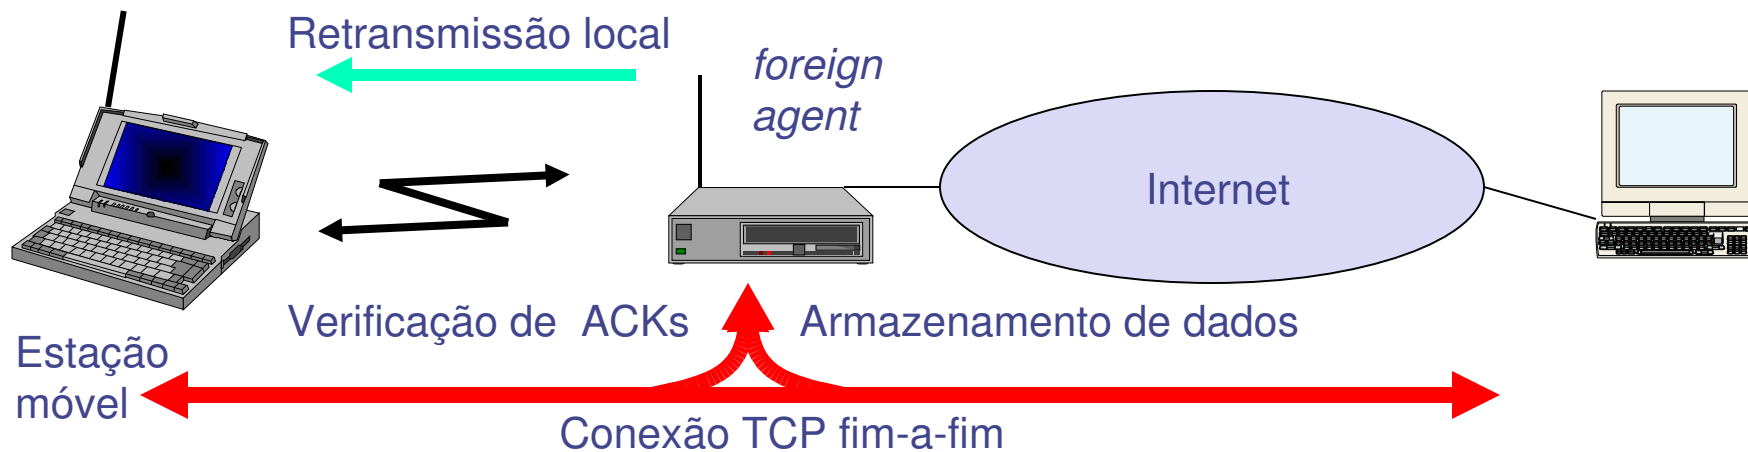 Retransmissão local
foreign
agent
Internet
Verificação de ACKs
Armazenamento de dados
Estação
móvel
Conexão TCP fim-a-fim